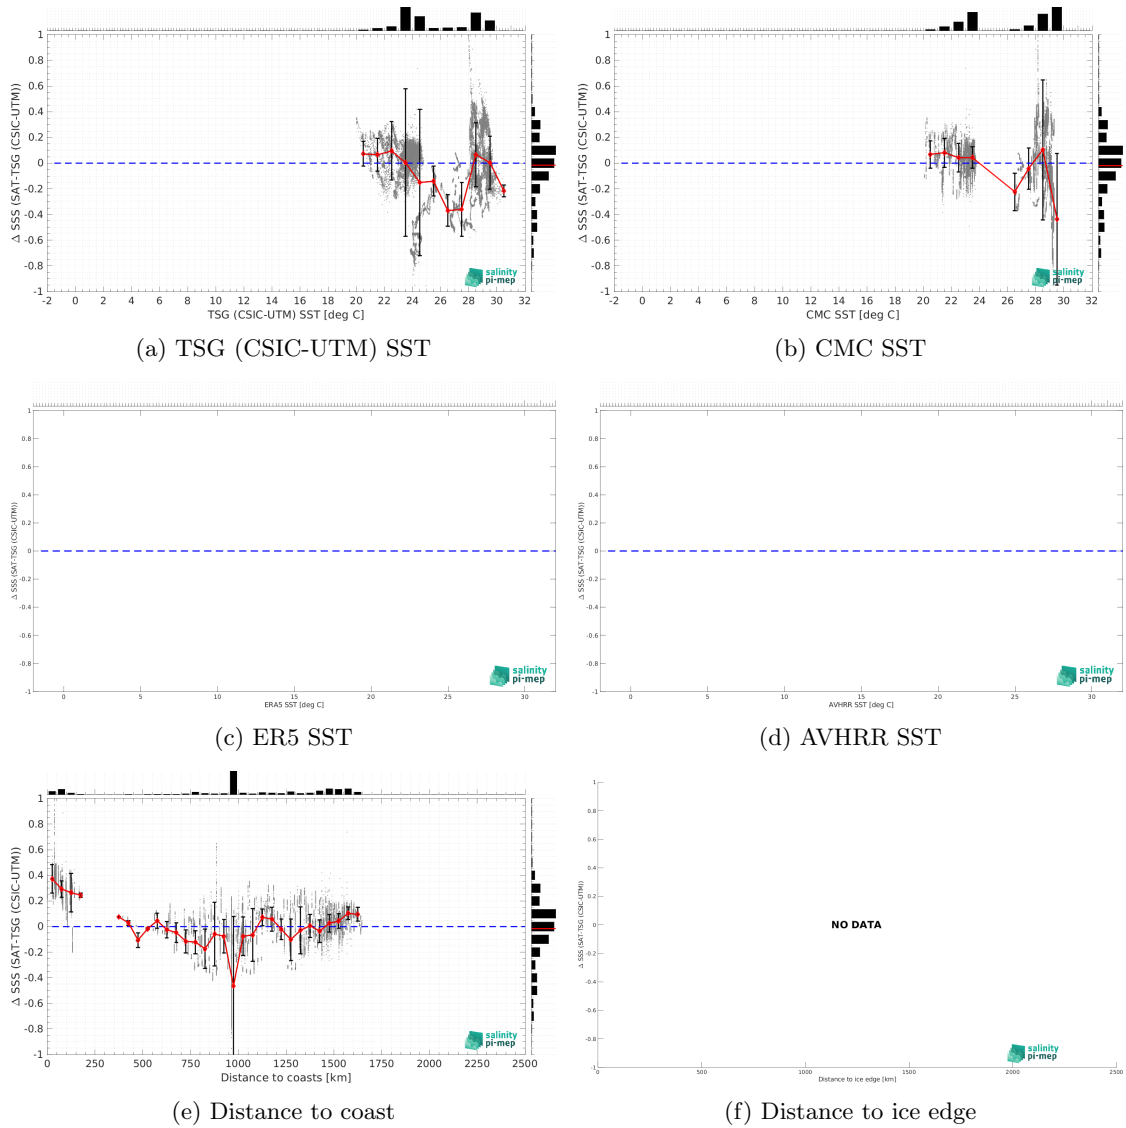 1
0.8
0.6
0.4
0.2
0
-0.2
-0.4
-0.6
-0.8
-1
Δ SSS (SAT-TSG (CSIC-UTM))
salinity
pi-mep
-2 0 2 4 6 8 10 12 14 16 18 20 22 24 26 28 30 32
TSG (CSIC-UTM) SST [deg C]
(a) TSG (CSIC-UTM) SST
1
0.8
0.6
0.4
0.2
0
-0.2
-0.4
-0.6
-0.8
-1
Δ SSS (SAT-TSG (CSIC-UTM))
salinity
pi-mep
-2 0 2 4 6 8 10 12 14 16 18 20 22 24 26 28 30 32
CMC SST [deg C]
(b) CMC SST
1
0.8
0.6
0.4
0.2
0
-0.2
-0.4
-0.6
-0.8
-1
Δ SSS (SAT-TSG (CSIC-UTM))
salinity
pi-mep
0 5 10 15 20 25 30
ERA5 SST [deg C]
(c) ER5 SST
1
0.8
0.6
0.4
0.2
0
-0.2
-0.4
-0.6
-0.8
-1
Δ SSS (SAT-TSG (CSIC-UTM))
salinity
pi-mep
0 5 10 15 20 25 30
AVHRR SST [deg C]
(d) AVHRR SST
1
0.8
0.6
0.4
0.2
0
-0.2
-0.4
-0.6
-0.8
-1
Δ SSS (SAT-TSG (CSIC-UTM))
salinity
pi-mep
0 250 500 750 1000 1250 1500 1750 2000 2250 2500
Distance to coasts [km]
(e) Distance to coast
1
0.8
0.6
0.4
0.2
0
-0.2
-0.4
-0.6
-0.8
-1
Δ SSS (SAT-TSG (CSIC-UTM))
NO DATA
salinity
pi-mep
0 500 1000 1500 2000 2500
Distance to ice edge [km]
(f) Distance to ice edge